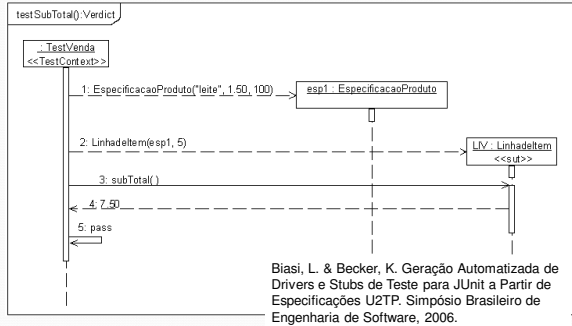 testSubTotal():Verdict
: TestVenda
<<TestContext>>
1: EspecificacaoProduto("leite", 1.50, 100)
esp1 : EspecificacaoProduto
2: LinhadeItem(esp1, 5)
LIV : LinhadeItem
<<sut>>
3: subTotal( )
4: 7.50
5: pass
Biasi, L. & Becker, K. Geração Automatizada de
Drivers e Stubs de Teste para JUnit a Partir de
Especificações U2TP. Simpósio Brasileiro de
Engenharia de Software, 2006.